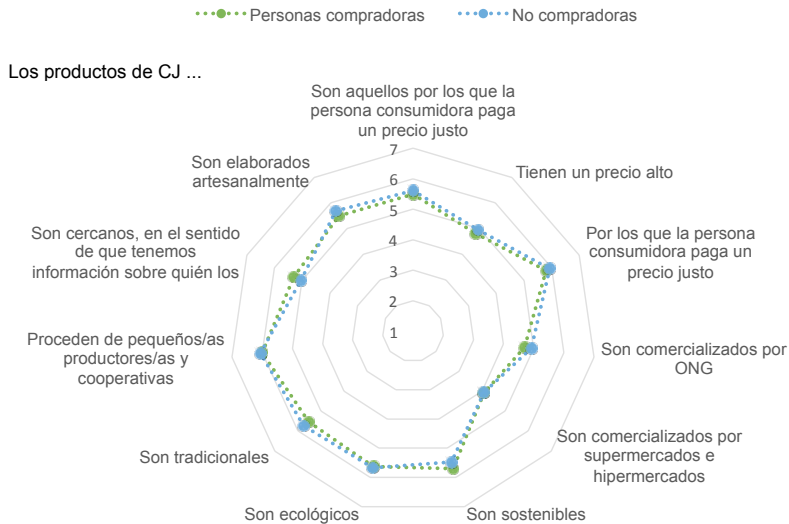 Personas compradoras
No compradoras
Los productos de CJ ...
Son aquellos por los que la
persona consumidora paga
un precio justo
Tienen un precio alto
Por los que la persona
consumidora paga un
precio justo
Son comercializados por
ONG
Son comercializados por
supermercados e
hipermercados
Son sostenibles
Son ecológicos
Son tradicionales
Proceden de pequeños/as
productores/as y
cooperativas
Son cercanos, en el sentido
de que tenemos
información sobre quién los
Son elaborados
artesanalmente
7
6
5
4
3
2
1